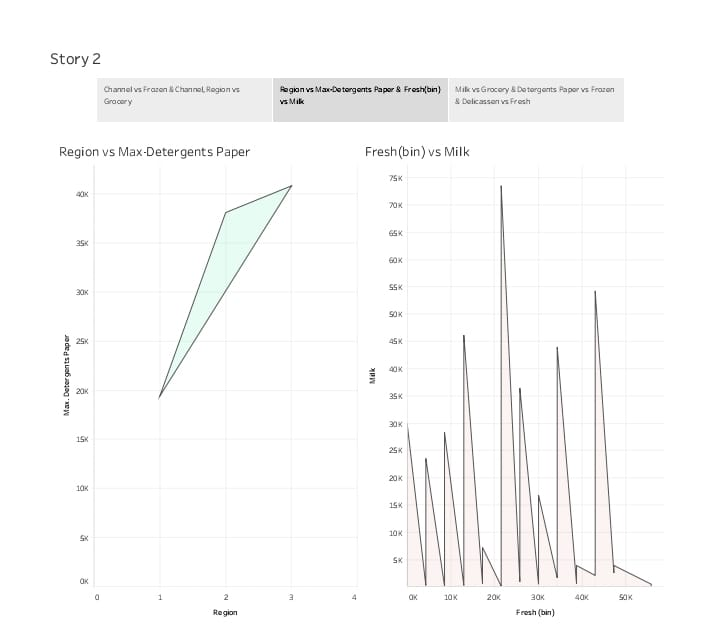 Story 2
Channel vs Frozen & Channel, Region vs
Grocery
Region vs Max-Detergents Paper & Fresh(bin)
vs Milk
Milk vs Grocery & Detergents Paper vs Frozen
& Delicassen vs Fresh
Region vs Max-Detergents Paper
40K
35K
30K
25K
20K
15K
10K
5K
0K
Max. Detergents Paper
0 1 2 3 4
Region
Fresh(bin) vs Milk
75K
70K
65K
60K
55K
50K
45K
40K
35K
30K
25K
20K
15K
10K
5K
Milk
0K 10K 20K 30K 40K 50K
Fresh (bin)